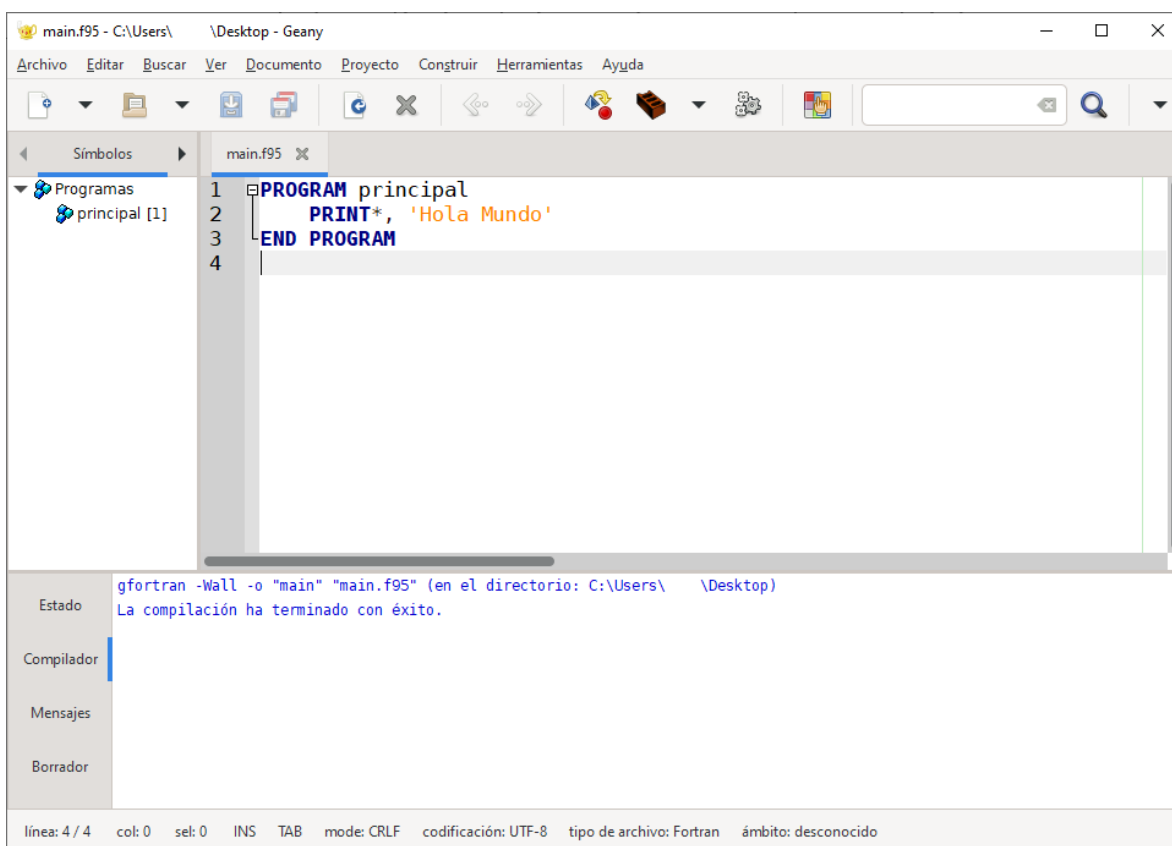 main.f95 - C:\Users\ \Desktop - Geany
Archivo Editar Buscar Ver Documento Proyecto Construir Herramientas Ayuda
Símbolos main.f95
Programas
principal [1]
1 PROGRAM principal
2 PRINT*, 'Hola Mundo'
3 END PROGRAM
4
gfortran -Wall -o "main" "main.f95" (en el directorio: C:\Users\ \Desktop)
La compilación ha terminado con éxito.
Estado
Compilador
Mensajes
Borrador
línea: 4 / 4 col: 0 sel: 0 INS TAB mode: CRLF codificación: UTF-8 tipo de archivo: Fortran ámbito: desconocido